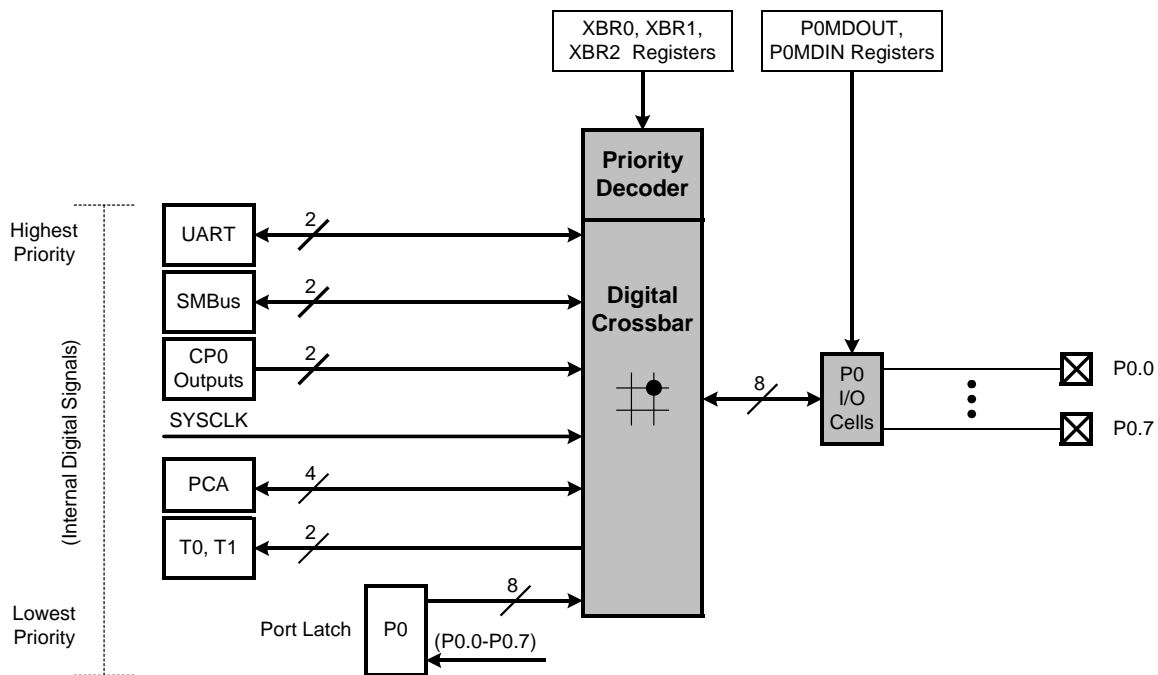 XBR0, XBR1,
XBR2 Registers
P0MDOUT,
P0MDIN Registers
Priority
Decoder
Highest
Priority
UART
2
SMBus
2
Digital
Crossbar
(Internal Digital Signals)
CP0
Outputs
2
SYSCLK
8
P0
I/O
Cells
P0.0
P0.7
PCA
4
T0, T1
2
Lowest
Priority
Port Latch
P0
8
(P0.0-P0.7)